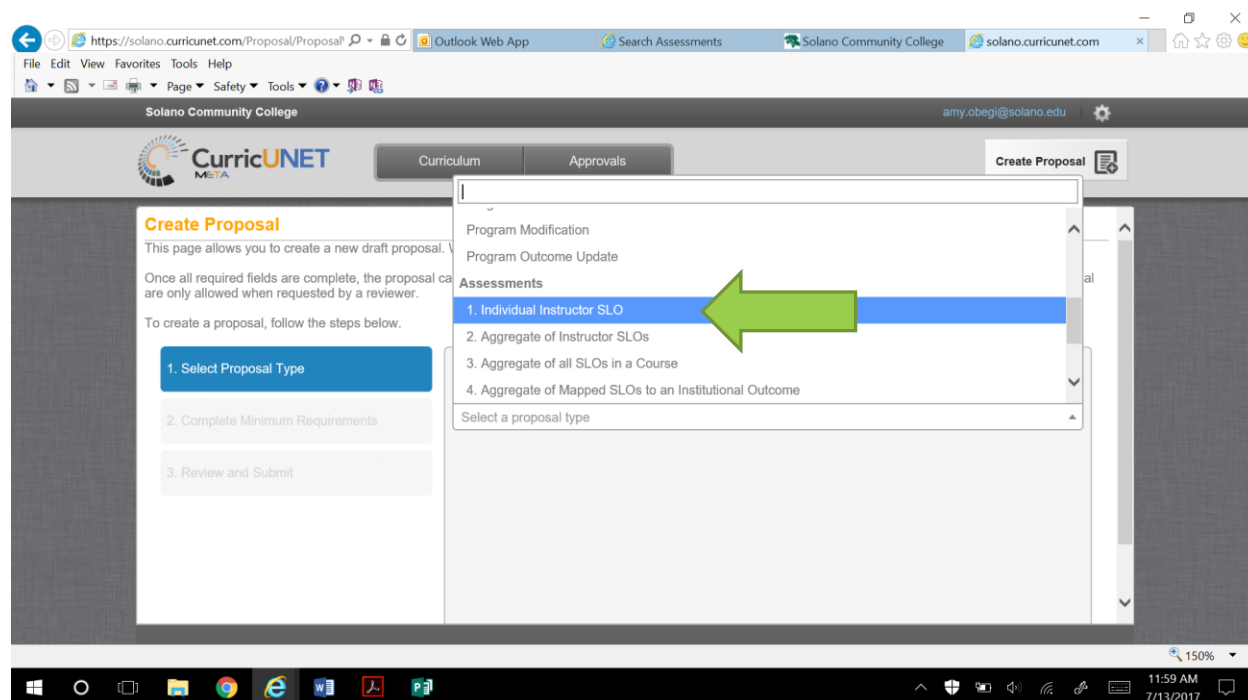 https://solano.curricunet.com/Proposal/Proposal
Outlook Web App
Search Assessments
Solano Community College
solano.curricunet.com
File Edit View Favorites Tools Help
Page Safety Tools
Solano Community College
amy.obegi@solano.edu
CurricUNET
META
Curriculum
Approvals
Create Proposal
Create Proposal
This page allows you to create a new draft proposal.
Once all required fields are complete, the proposal ca
al
are only allowed when requested by a reviewer.
To create a proposal, follow the steps below.
1. Select Proposal Type
2. Complete Minimum Requirements
3. Review and Submit
Program Modification
Program Outcome Update
Assessments
1. Individual Instructor SLO
2. Aggregate of Instructor SLOs
3. Aggregate of all SLOs in a Course
4. Aggregate of Mapped SLOs to an Institutional Outcome
Select a proposal type
150%
11:59 AM
7/13/2017